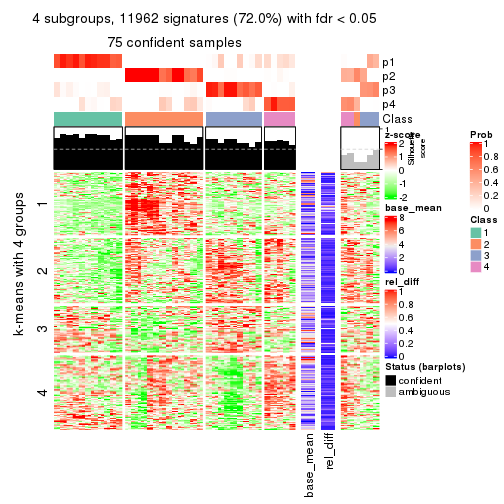 4 subgroups, 11962 signatures (72.0%) with fdr < 0.05
75 confident samples
p1
p2
p3
p4
Class
1
z-score
2
1
0
-1
-2
Silhouette
score
Prob
1
0.8
0.6
0.4
0.2
0
base_mean
8
6
4
2
0
Class
1
2
3
4
rel_diff
1
0.8
0.6
0.4
0.2
0
Status (barplots)
confident
ambiguous
k-means with 4 groups
1
2
3
4
base_mean
rel_diff